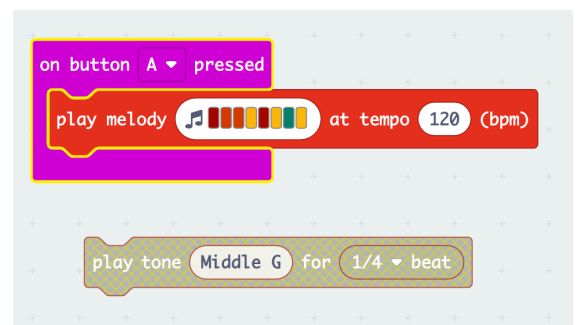 on button A pressed
play melody at tempo 120 (bpm)
play tone Middle G for 1/4 beat